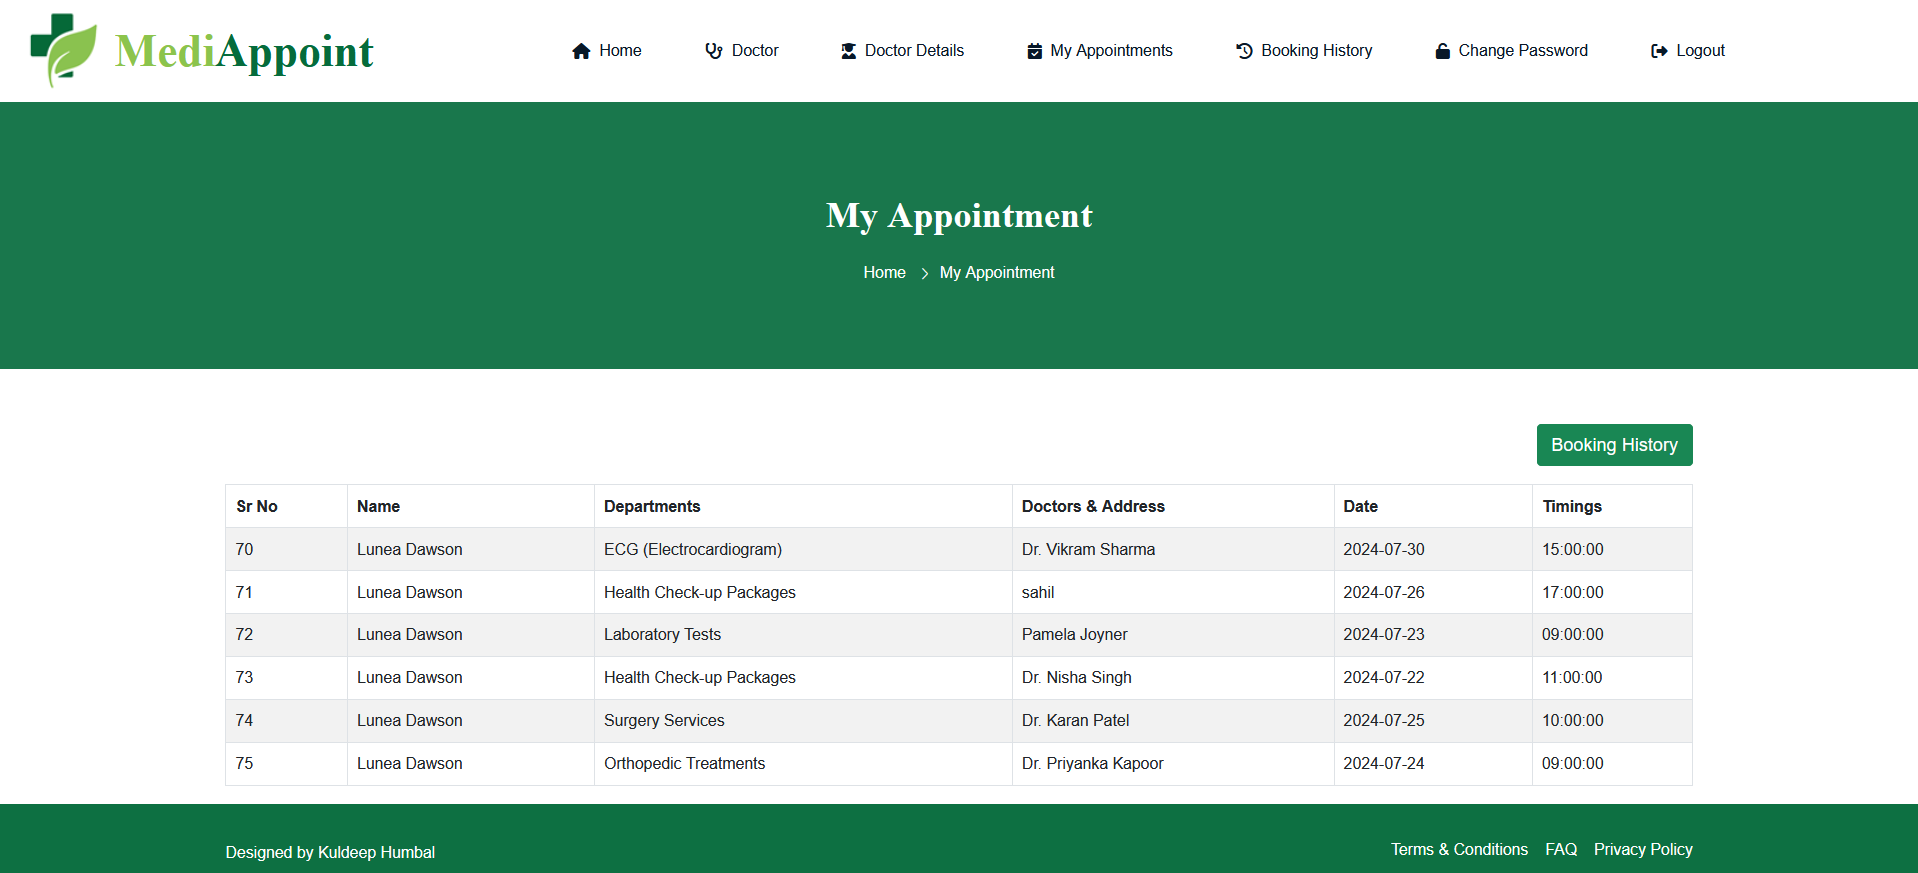 MediAppoint
Home Doctor Doctor Details My Appointments Booking History Change Password Logout
My Appointment
Home > My Appointment
Booking History
Sr No Name Departments Doctors & Address Date Timings
70 Lunea Dawson ECG (Electrocardiogram) Dr. Vikram Sharma 2024-07-30 15:00:00
71 Lunea Dawson Health Check-up Packages sahil 2024-07-26 17:00:00
72 Lunea Dawson Laboratory Tests Pamela Joyner 2024-07-23 09:00:00
73 Lunea Dawson Health Check-up Packages Dr. Nisha Singh 2024-07-22 11:00:00
74 Lunea Dawson Surgery Services Dr. Karan Patel 2024-07-25 10:00:00
75 Lunea Dawson Orthopedic Treatments Dr. Priyanka Kapoor 2024-07-24 09:00:00
Designed by Kuldeep Humbal Terms & Conditions FAQ Privacy Policy